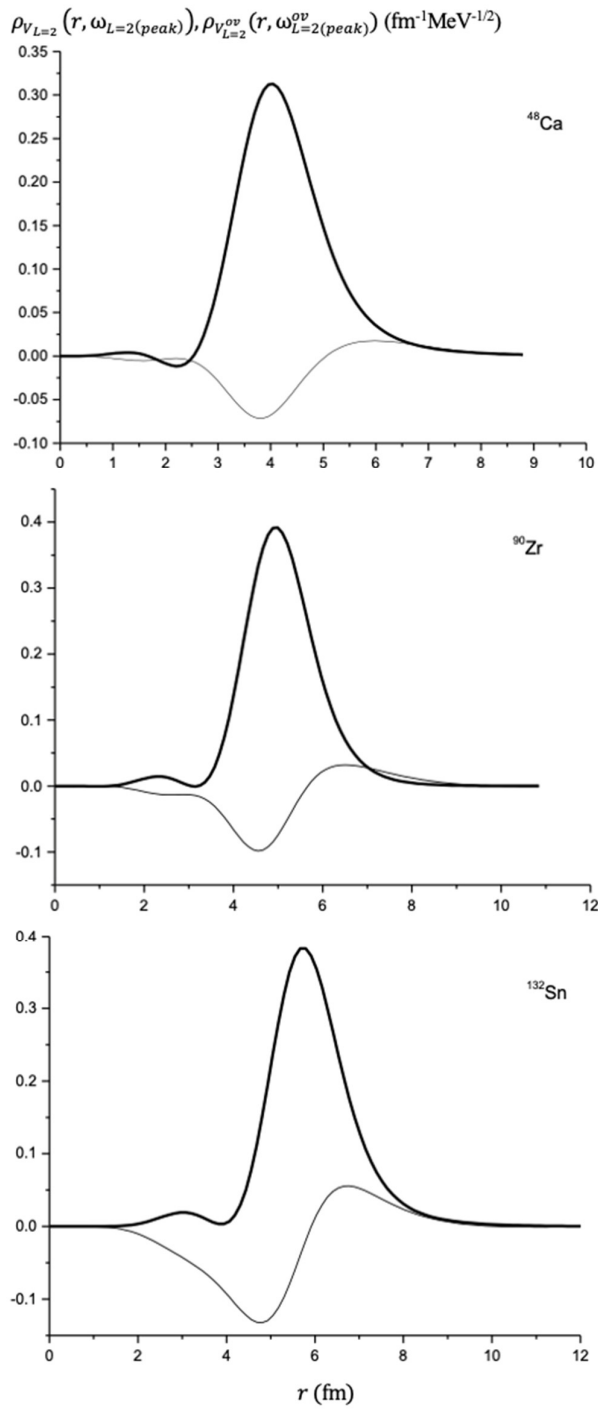 ρ_{V_{L=2}}(r, ω_{L=2(peak)}), ρ_{V^{ov}_{L=2}}(r, ω^{ov}_{L=2(peak)}) (fm⁻¹MeV⁻¹/²)
0.35
⁴⁸Ca
0.30
0.25
0.20
0.15
0.10
0.05
0.00
-0.05
-0.10
0 1 2 3 4 5 6 7 8 9 10
⁹⁰Zr
0.4
0.3
0.2
0.1
0.0
-0.1
0 2 4 6 8 10 12
0.4
¹³²Sn
0.3
0.2
0.1
0.0
-0.1
0 2 4 6 8 10 12
r (fm)